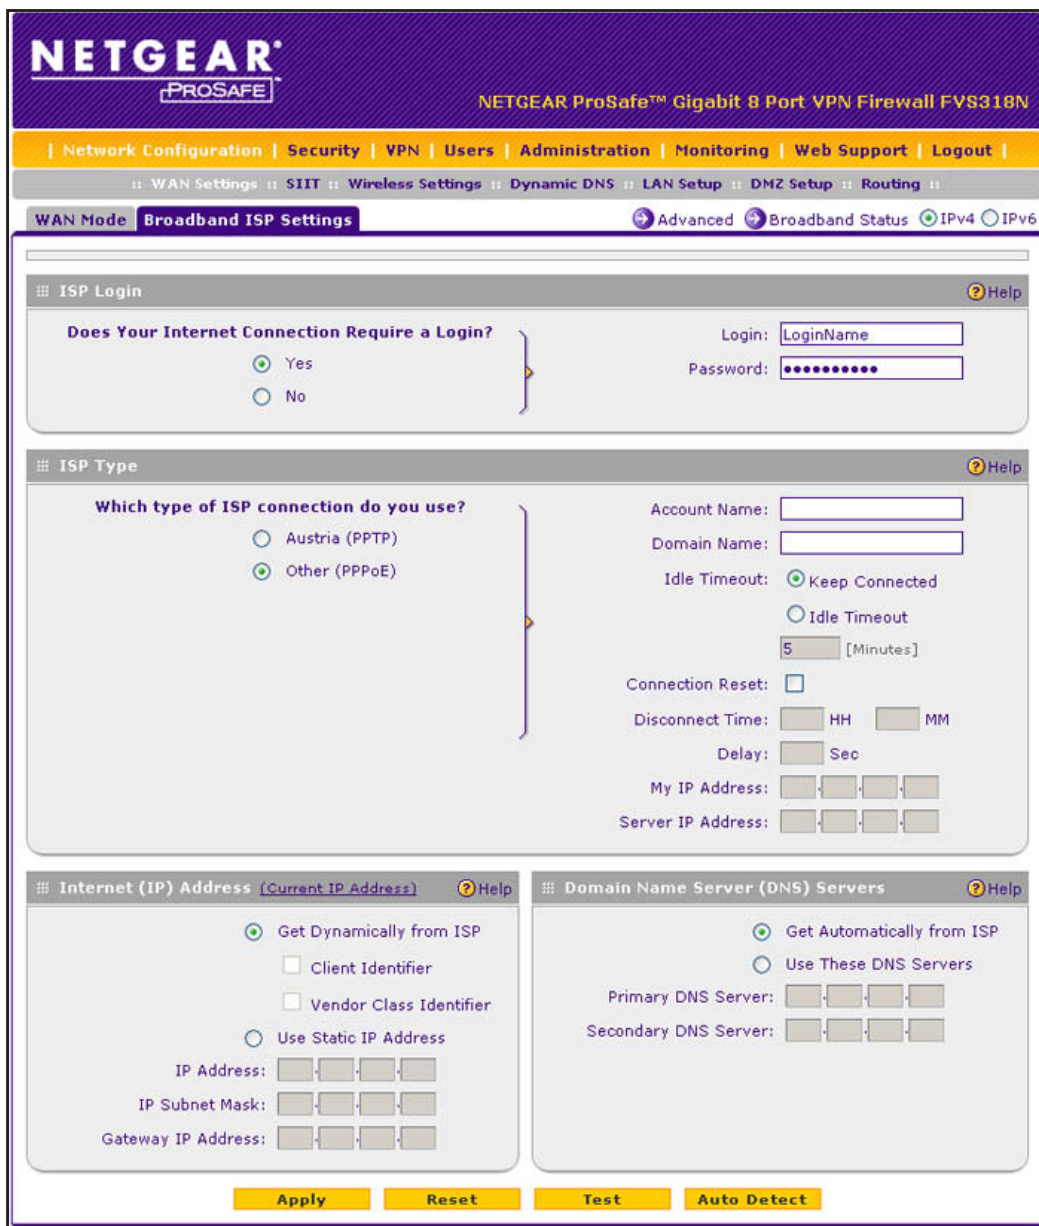 NETGEAR®
PROSAFE
NETGEAR ProSafe™ Gigabit 8 Port VPN Firewall FVS318N
| Network Configuration | Security | VPN | Users | Administration | Monitoring | Web Support | Logout |
:: WAN Settings :: SIIT :: Wireless Settings :: Dynamic DNS :: LAN Setup :: DMZ Setup :: Routing ::
WAN Mode Broadband ISP Settings Advanced Broadband Status IPv4 IPv6
ISP Login ?Help
Does Your Internet Connection Require a Login?
Yes
No
Login: LoginName
Password: ••••••••••
ISP Type ?Help
Which type of ISP connection do you use?
Austria (PPTP)
Other (PPPoE)
Account Name:
Domain Name:
Idle Timeout: Keep Connected
Idle Timeout
5 [Minutes]
Connection Reset:
Disconnect Time: HH MM
Delay: Sec
My IP Address: . . .
Server IP Address: . . .
Internet (IP) Address (Current IP Address) ?Help
Get Dynamically from ISP
Client Identifier
Vendor Class Identifier
Use Static IP Address
IP Address: . . .
IP Subnet Mask: . . .
Gateway IP Address: . . .
Domain Name Server (DNS) Servers ?Help
Get Automatically from ISP
Use These DNS Servers
Primary DNS Server: . . .
Secondary DNS Server: . . .
Apply Reset Test Auto Detect